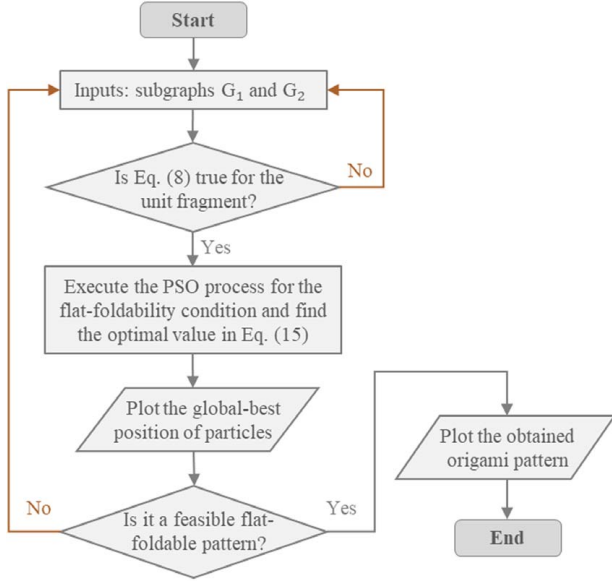 Start
Inputs: subgraphs G₁ and G₂
No
Is Eq. (8) true for the
unit fragment?
Yes
Execute the PSO process for the
flat-foldability condition and find
the optimal value in Eq. (15)
Plot the global-best
position of particles
No
Is it a feasible flat-
foldable pattern?
Yes
Plot the obtained
origami pattern
End